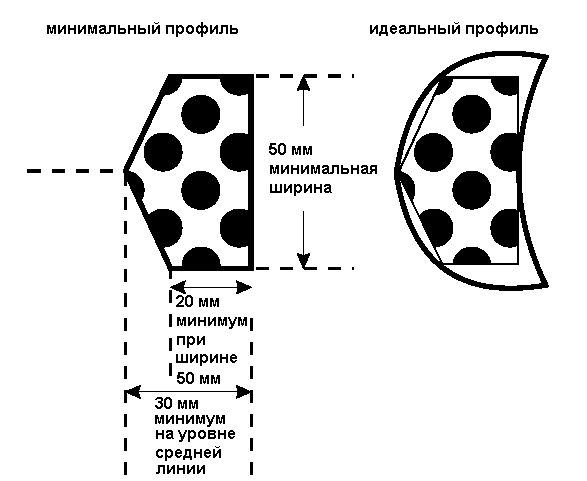 минимальный профиль
идеальный профиль
50 мм
минимальная
ширина
20 мм
минимум
при
ширине
50 мм
30 мм
минимум
на уровне
средней
линии